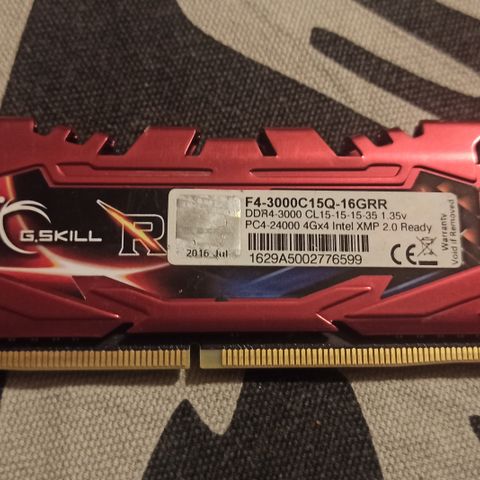 G.SKILL
R
2016 Jul
F4-3000C15Q-16GRR
DDR4-3000 CL15-15-15-35 1.35v
PC4-24000 4Gx4 Intel XMP 2.0 Ready
1629A5002776599
CE
Warranty
Void if Removed